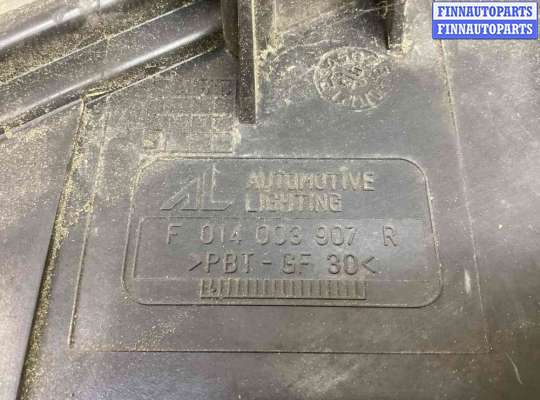 FINNAUTOPARTS
FINNAUTOPARTS
AL AUTOMOTIVE
LIGHTING
F 014 003 907 R
>PBT-GF 30<